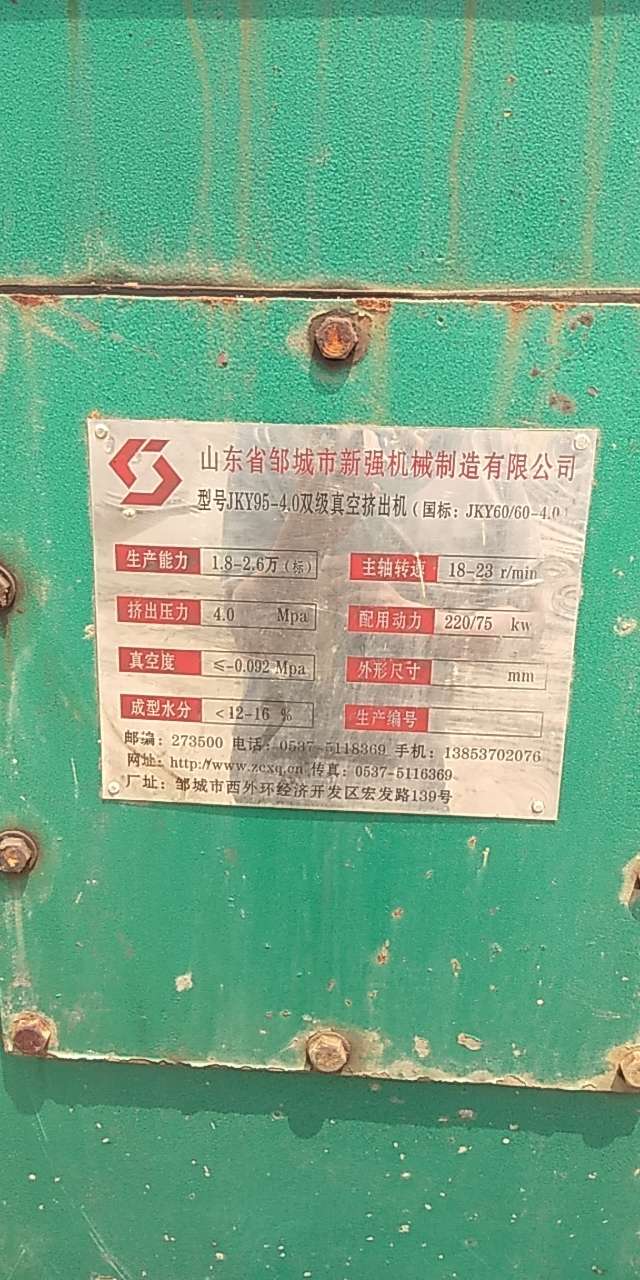 山东省邹城市新强机械制造有限公司
型号JKY95-4.0双级真空挤出机(国标: JKY60/60-4.0)
生产能力 1.8-2.6万(标) 主轴转速 18-23 r/min
挤出压力 4.0 Mpa 配用动力 220/75 kw
真空度 ≤-0.092 Mpa 外形尺寸 mm
成型水分 <12-16 % 生产编号
邮编: 273500 电话: 0537-5118369 手机: 13853702076
网址: http://www.zcxq.cn 传真: 0537-5116369
厂址: 邹城市西外环经济开发区宏发路139号